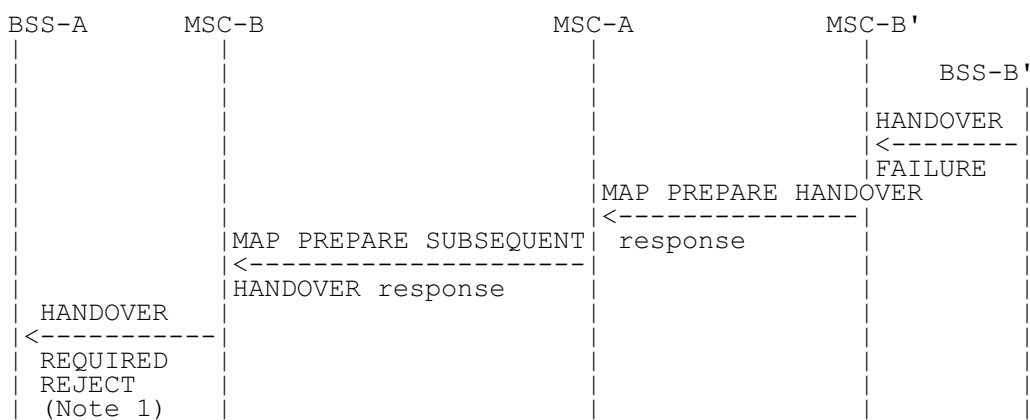 BSS-A MSC-B MSC-A MSC-B'
BSS-B'
HANDOVER
FAILURE
MAP PREPARE HANDOVER
response
MAP PREPARE SUBSEQUENT
HANDOVER response
HANDOVER
REQUIRED
REJECT
(Note 1)